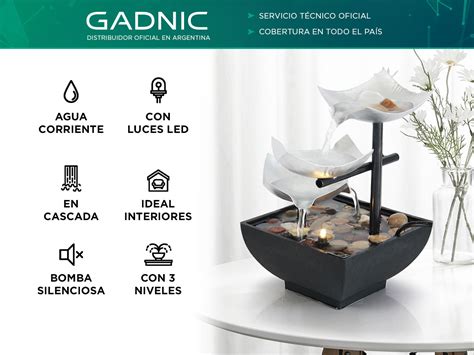 GADNIC
DISTRIBUIDOR OFICIAL EN ARGENTINA
SERVICIO TÉCNICO OFICIAL
COBERTURA EN TODO EL PAÍS
AGUA
CORRIENTE
CON
LUCES LED
EN
CASCADA
IDEAL
INTERIORES
BOMBA
SILENCIOSA
CON 3
NIVELES